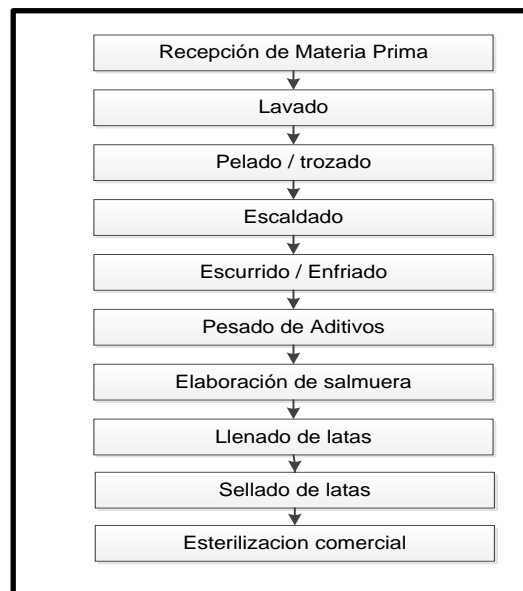 Recepción de Materia Prima
Lavado
Pelado / trozado
Escaldado
Escurrido / Enfriado
Pesado de Aditivos
Elaboración de salmuera
Llenado de latas
Sellado de latas
Esterilizacion comercial